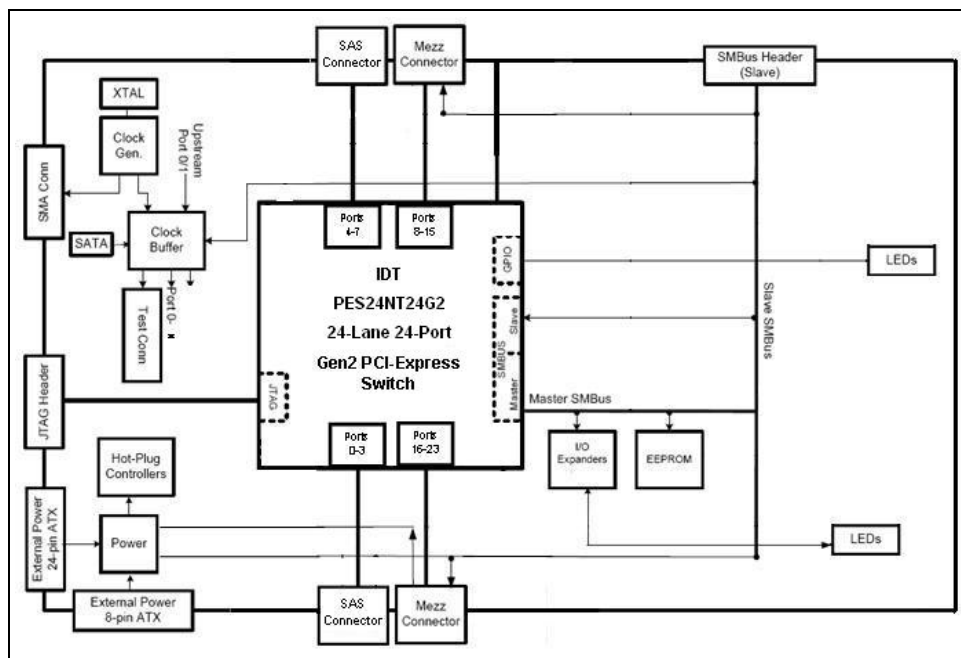 SAS
Connector
Mezz
Connector
SMBus Header
(Slave)
XTAL
Clock
Gen.
Upstream
Port 0/1
SMA Conn
SATA
Clock
Buffer
Port 0-
Test Conn
Ports
4-7
Ports
8-15
GPIO
LEDs
IDT
PES24NT24G2
24-Lane 24-Port
Gen2 PCI-Express
Switch
SMBUS
Slave
Master
Slave SMBus
JTAG
JTAG Header
Master SMBus
Ports
0-3
Ports
16-23
I/O
Expanders
EEPROM
Hot-Plug
Controllers
External Power
24-pin ATX
Power
LEDs
External Power
8-pin ATX
SAS
Connector
Mezz
Connector